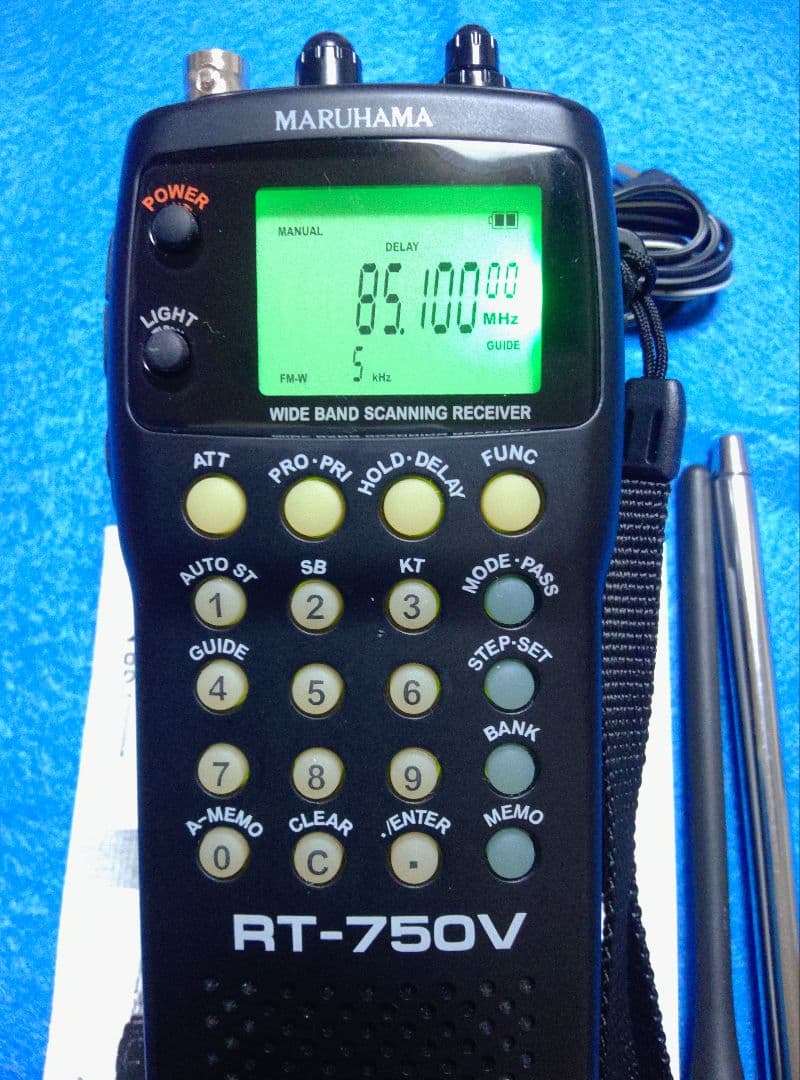 MARUHAMA
POWER
MANUAL
DELAY
85.10000
MHz
LIGHT
GUIDE
FM-W 5 kHz
WIDE BAND SCANNING RECEIVER
ATT PRO·PRI HOLD·DELAY FUNC
AUTO ST SB KT MODE·PASS
1 2 3
GUIDE STEP·SET
4 5 6
BANK
7 8 9
A-MEMO CLEAR ·/ENTER MEMO
0 C .
RT-750V